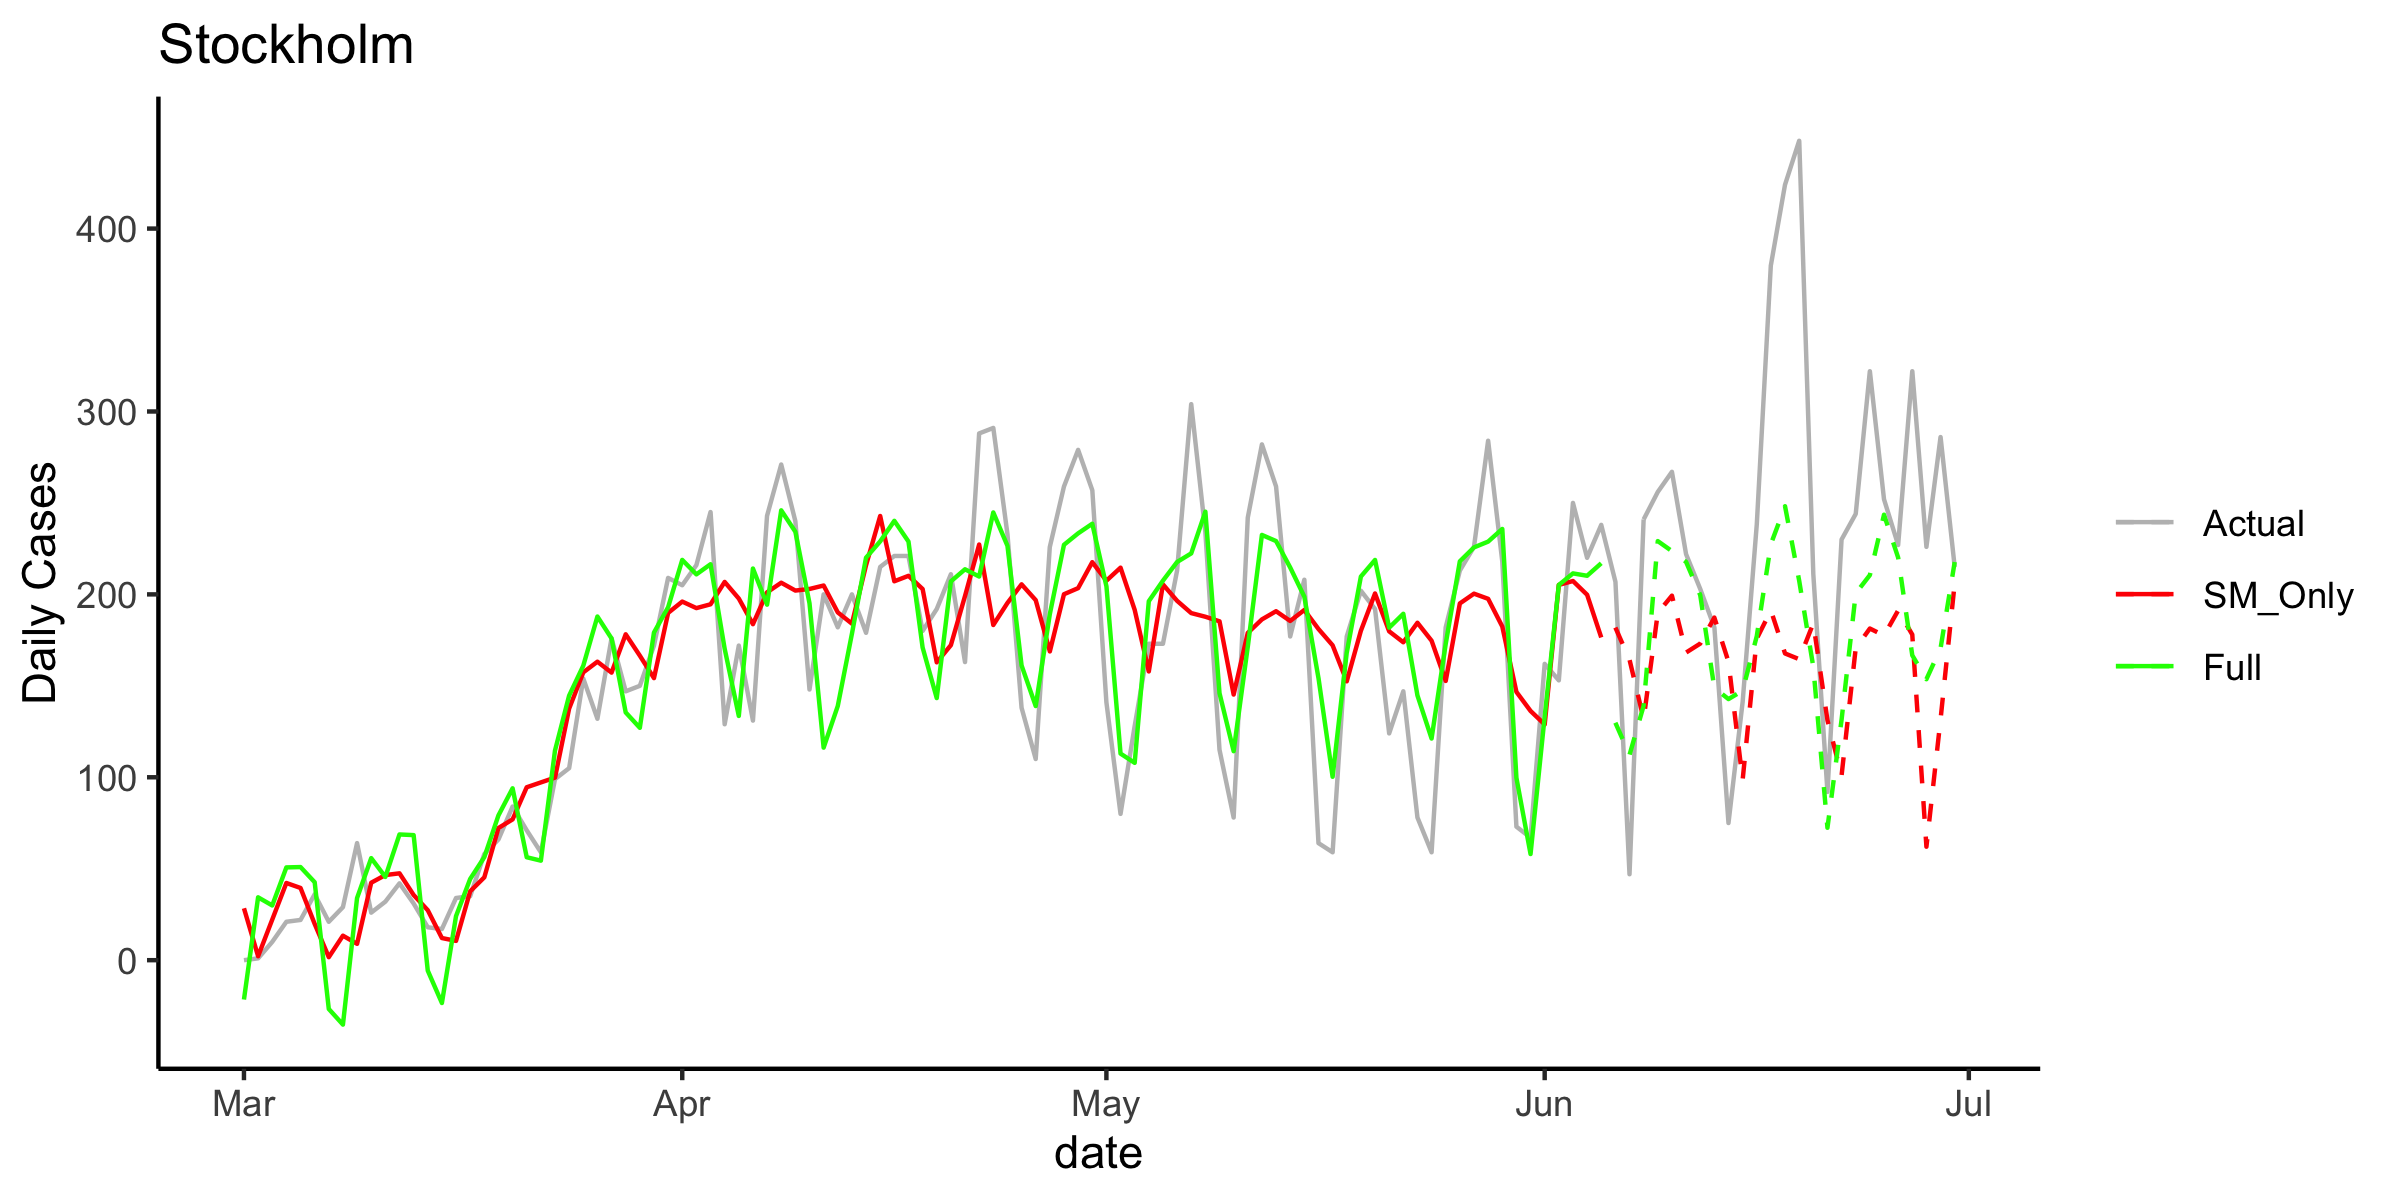 Stockholm
Daily Cases
400
300
200
100
0
Mar Apr May Jun Jul
date
Actual
SM_Only
Full